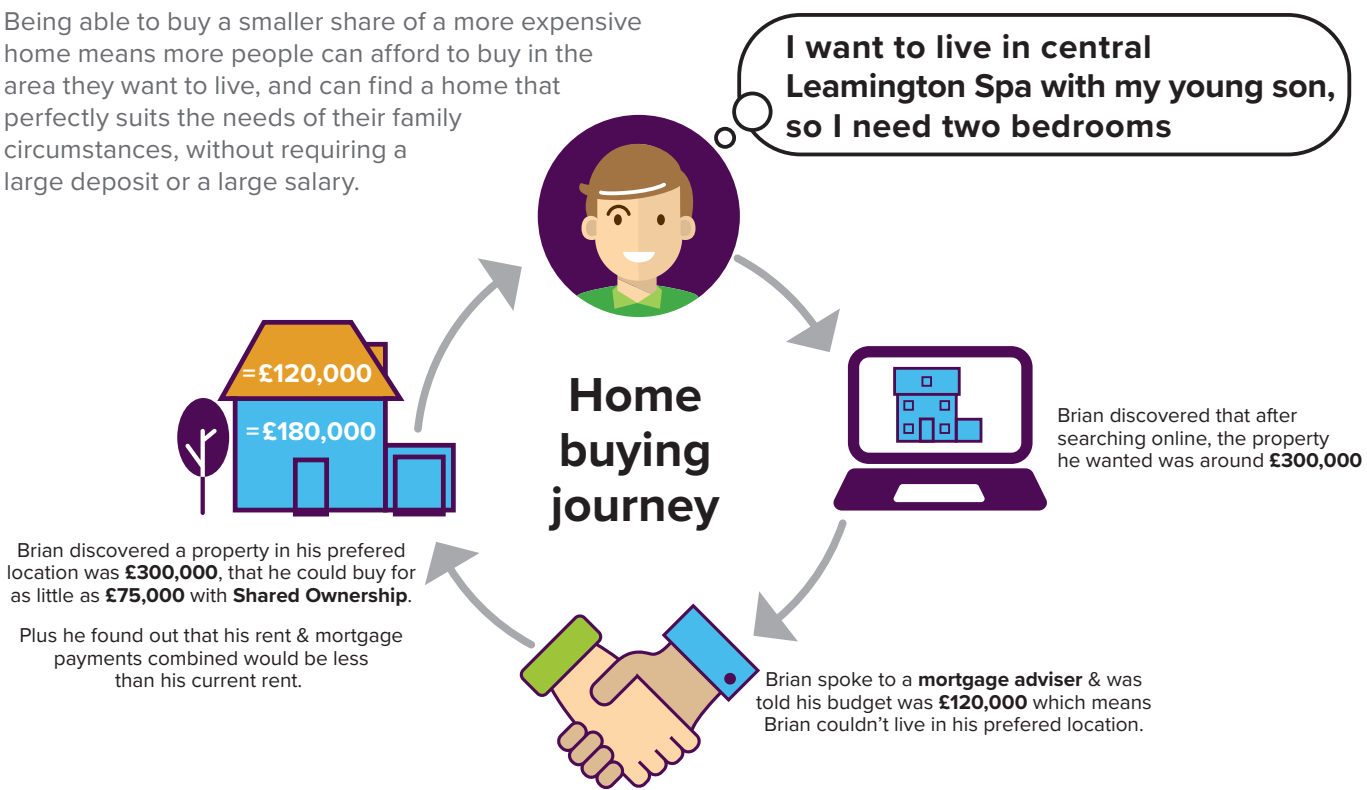 Being able to buy a smaller share of a more expensive
home means more people can afford to buy in the
area they want to live, and can find a home that
perfectly suits the needs of their family
circumstances, without requiring a
large deposit or a large salary.
I want to live in central
Leamington Spa with my young son,
so I need two bedrooms
Home
buying
journey
Brian discovered that after
searching online, the property
he wanted was around £300,000
Brian spoke to a mortgage adviser & was
told his budget was £120,000 which means
Brian couldn't live in his prefered location.
=£120,000
=£180,000
Brian discovered a property in his prefered
location was £300,000, that he could buy for
as little as £75,000 with Shared Ownership.
Plus he found out that his rent & mortgage
payments combined would be less
than his current rent.